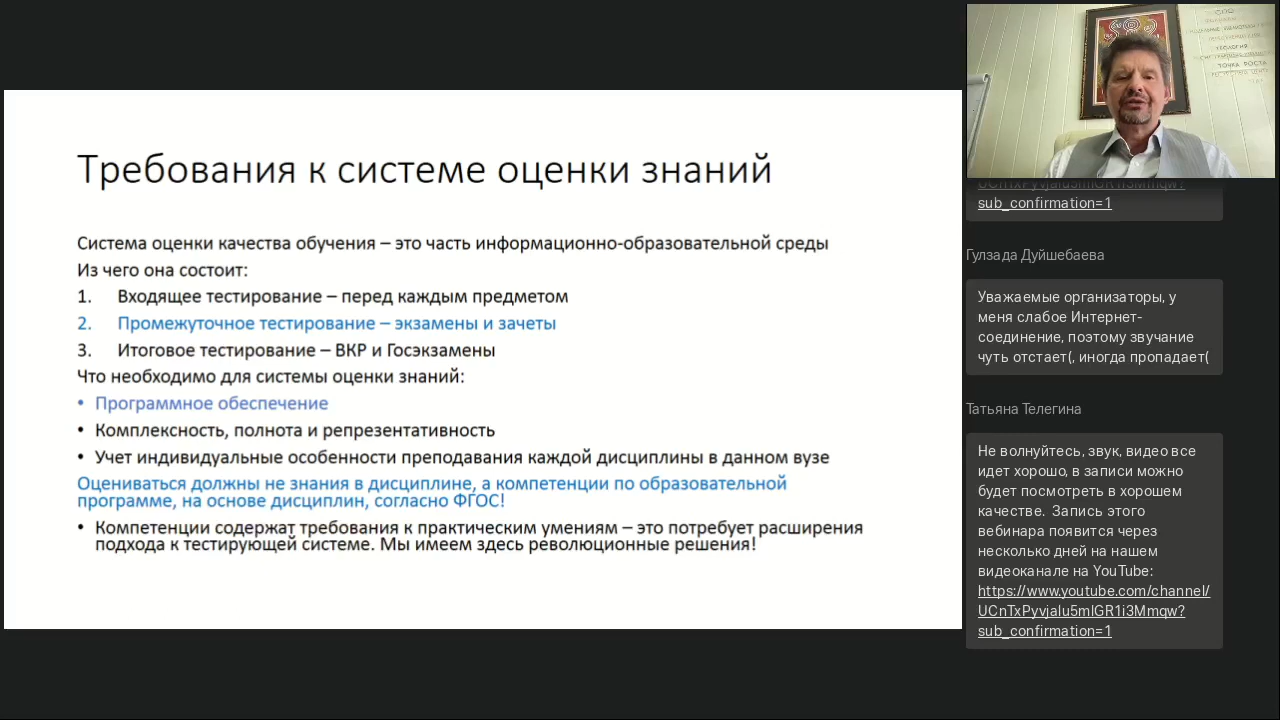 Требования к системе оценки знаний
Система оценки качества обучения – это часть информационно-образовательной среды
Из чего она состоит:
1. Входящее тестирование – перед каждым предметом
2. Промежуточное тестирование – экзамены и зачеты
3. Итоговое тестирование – ВКР и Госэкзамены
Что необходимо для системы оценки знаний:
• Программное обеспечение
• Комплексность, полнота и репрезентативность
• Учет индивидуальные особенности преподавания каждой дисциплины в данном вузе
Оцениваться должны не знания в дисциплине, а компетенции по образовательной
программе, на основе дисциплин, согласно ФГОС!
• Компетенции содержат требования к практическим умениям – это потребует расширения
подхода к тестирующей системе. Мы имеем здесь революционные решения!
СПО
ТОЧКА РОСТА
UCnTxPyvjalu5mlGR1i3Mmqw?
sub_confirmation=1
Гулзада Дуйшебаева
Уважаемые организаторы, у
меня слабое Интернет-
соединение, поэтому звучание
чуть отстает(, иногда пропадает(
Татьяна Телегина
Не волнуйтесь, звук, видео все
идет хорошо, в записи можно
будет посмотреть в хорошем
качестве. Запись этого
вебинара появится через
несколько дней на нашем
видеоканале на YouTube:
https://www.youtube.com/channel/
UCnTxPyvjalu5mlGR1i3Mmqw?
sub_confirmation=1